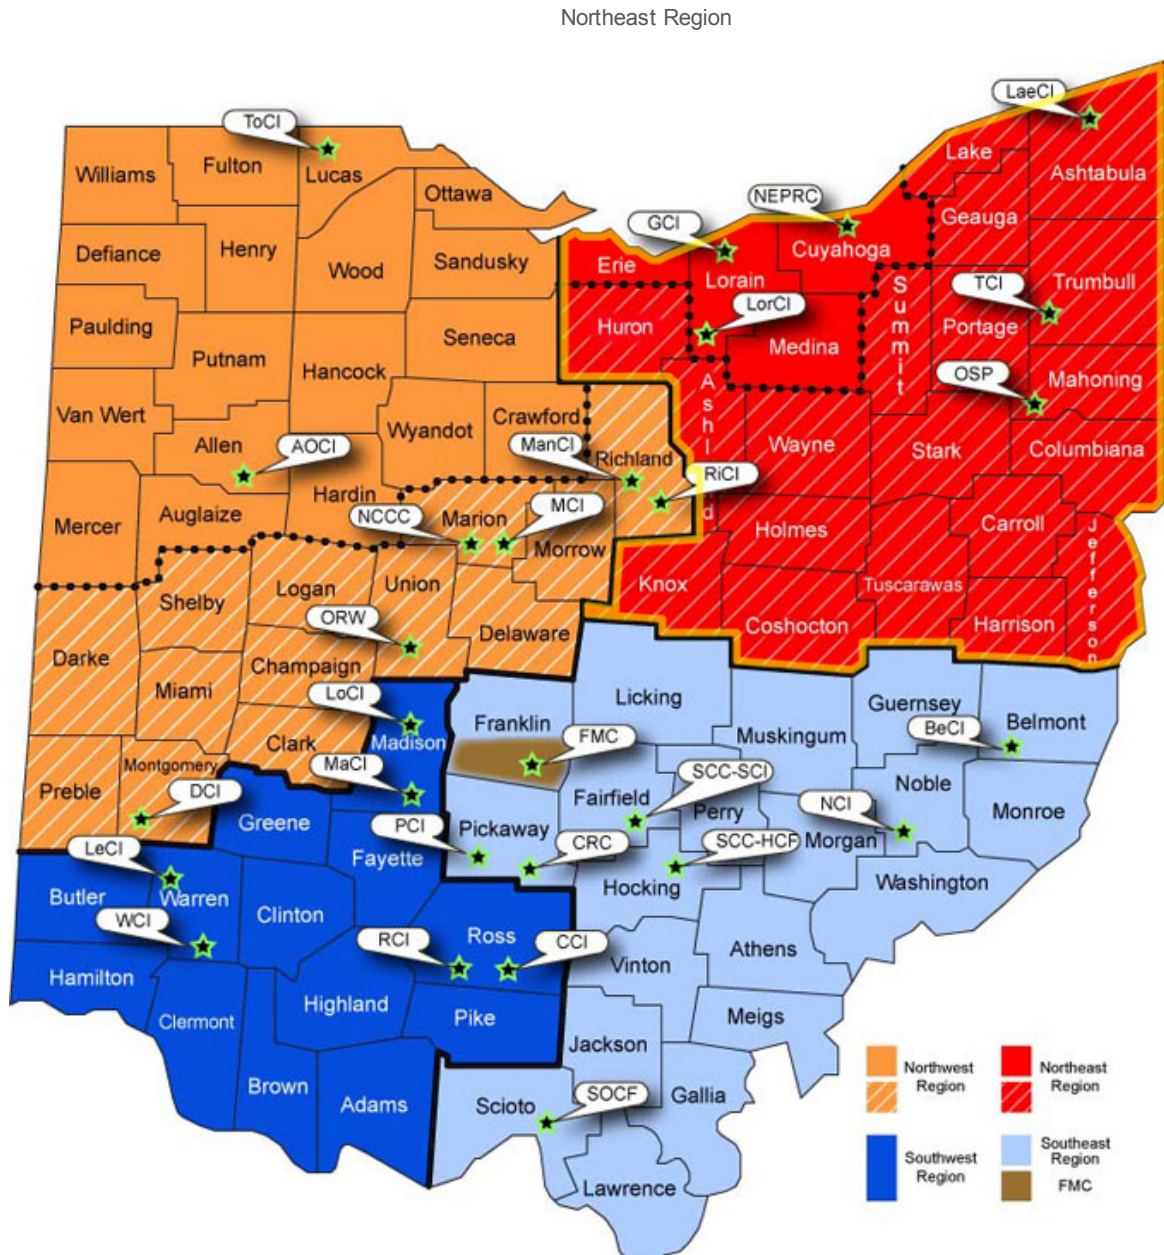 Northeast Region
LaeCI
ToCI
Fulton
Lake
Williams
Lucas
Ashtabula
Ottawa
NEPRC
Geauga
GCI
Henry
Cuyahoga
Defiance
Sandusky
Erie
Wood
Lorain
Summit
TCI
Trumbull
LorCI
Paulding
Huron
Portage
Seneca
Medina
Putnam
Hancock
OSP
Mahoning
Ashland
Van Wert
Crawford
Wyandot
Allen
AOCI
ManCI
Wayne
Stark
Columbiana
Richland
RiCI
Hardin
MCI
Mercer
Auglaize
NCCC
Marion
Carroll
Holmes
Jefferson
Morrow
Logan
Union
Knox
Tuscarawas
Shelby
ORW
Delaware
Coshocton
Harrison
Darke
Champaign
Miami
LoCI
Licking
Guernsey
Franklin
Belmont
Clark
Madison
FMC
Muskingum
BeCI
Montgomery
MaCI
SCC-SCI
Preble
DCI
Fairfield
Noble
Perry
NCI
Monroe
Greene
PCI
Pickaway
Morgan
LeCI
Fayette
CRC
SCC-HCF
Hocking
Washington
Butler
Warren
Clinton
WCI
RCI
Ross
CCI
Athens
Hamilton
Vinton
Highland
Clermont
Pike
Meigs
Jackson
Northwest
Region
Northeast
Region
Brown
Adams
Scioto
SOCF
Gallia
Southwest
Region
Southeast
Region
FMC
Lawrence